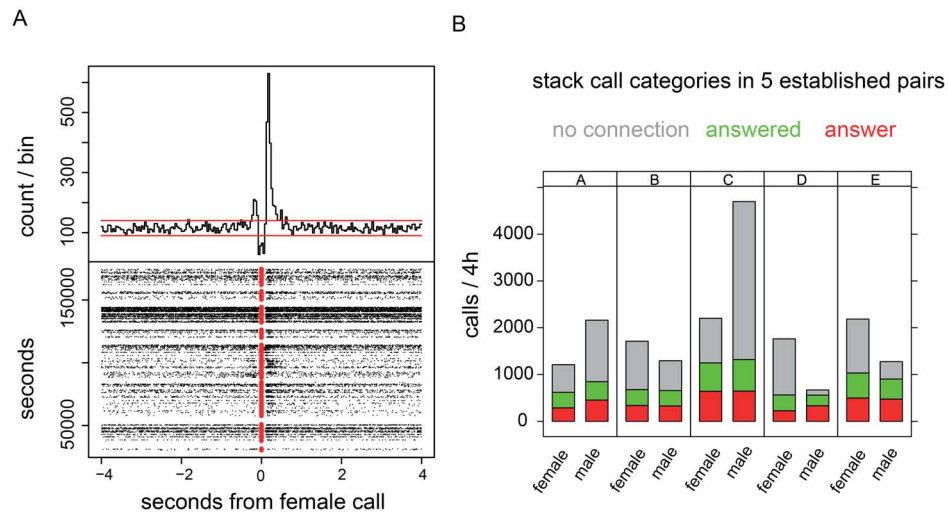 A
count / bin
500
300
100
seconds
150000
50000
−4
−2
0
2
4
seconds from female call
B
stack call categories in 5 established pairs
no connection answered answer
A B C D E
calls / 4h
4000
3000
2000
1000
0
female male female male female male female male female male